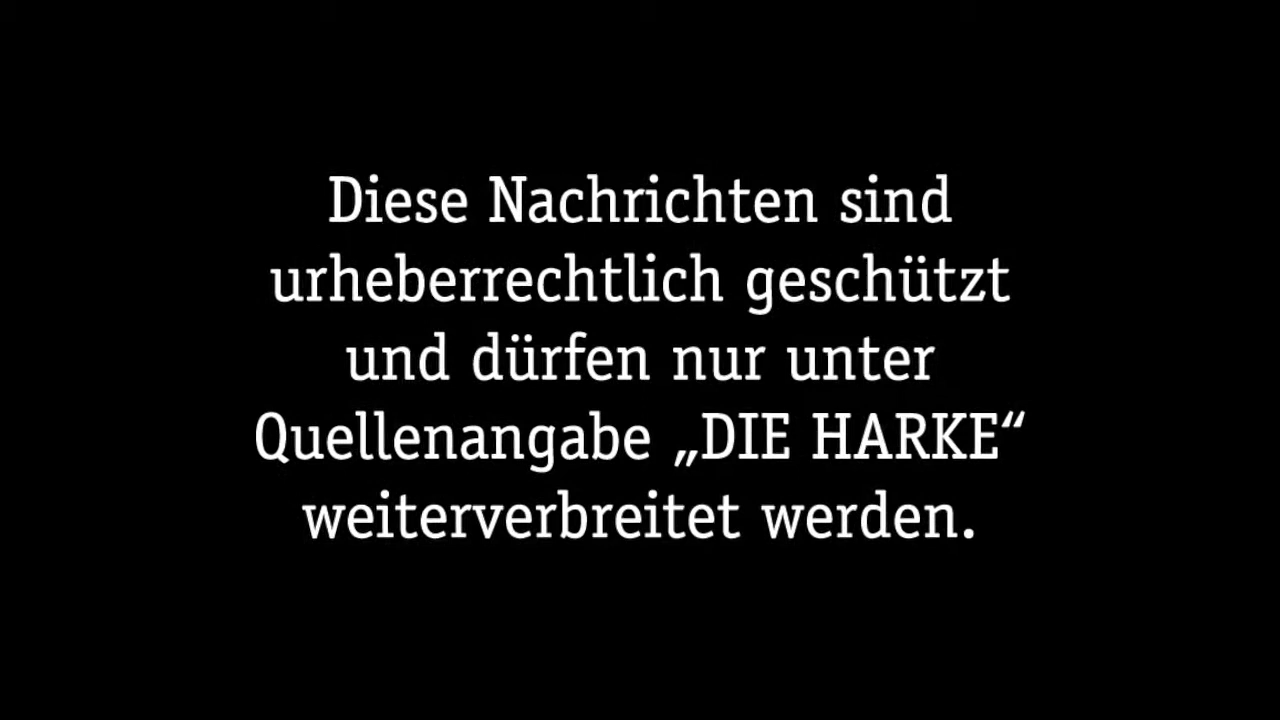 Diese Nachrichten sind
urheberrechtlich geschützt
und dürfen nur unter
Quellenangabe „DIE HARKE“
weiterverbreitet werden.